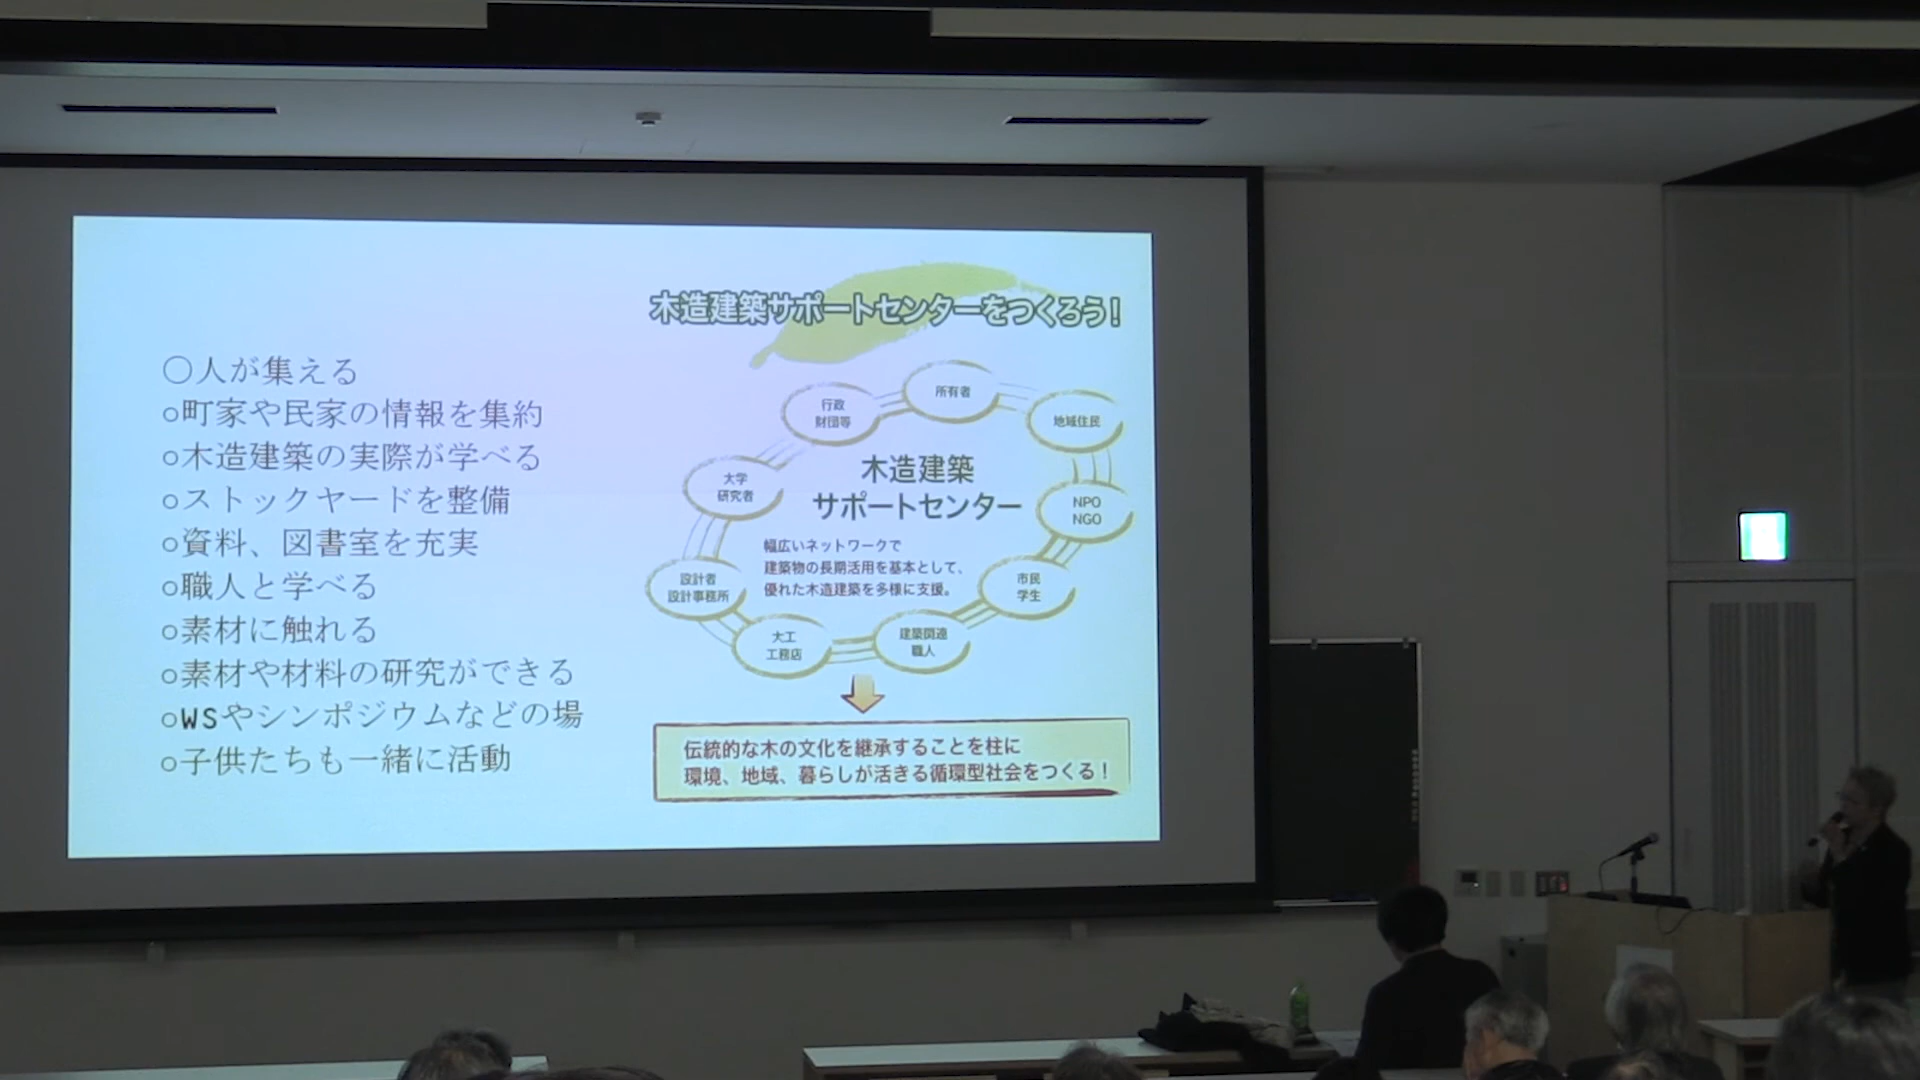 〇人が集える
○町家や民家の情報を集約
○木造建築の実際が学べる
○ストックヤードを整備
○資料、図書室を充実
○職人と学べる
○素材に触れる
○素材や材料の研究ができる
○WSやシンポジウムなどの場
○子供たちも一緒に活動
木造建築サポートセンターをつくろう！
所有者
行政
財団等
地域住民
大学
研究者
NPO
NGO
設計者
設計事務所
市民
学生
大工
工務店
建築関連
職人
木造建築
サポートセンター
幅広いネットワークで
建築物の長期活用を基本として、
優れた木造建築を多様に支援。
伝統的な木の文化を継承することを柱に
環境、地域、暮らしが活きる循環型社会をつくる！